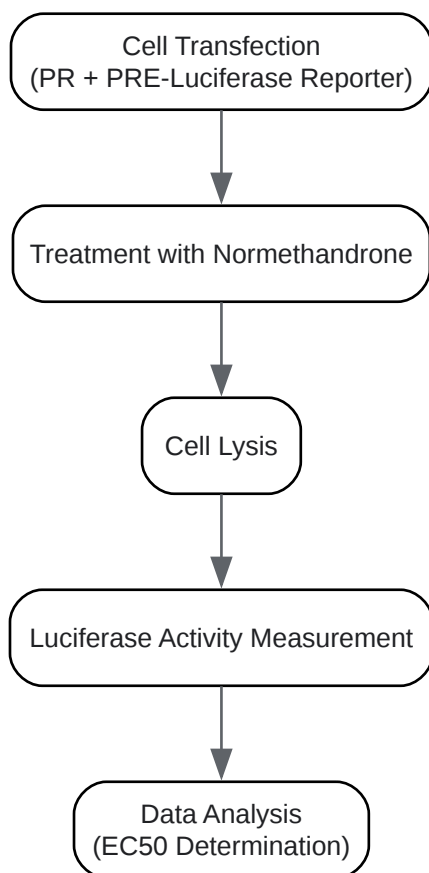 Cell Transfection
(PR + PRE-Luciferase Reporter)
Treatment with Normethandrone
Cell Lysis
Luciferase Activity Measurement
Data Analysis
(EC50 Determination)